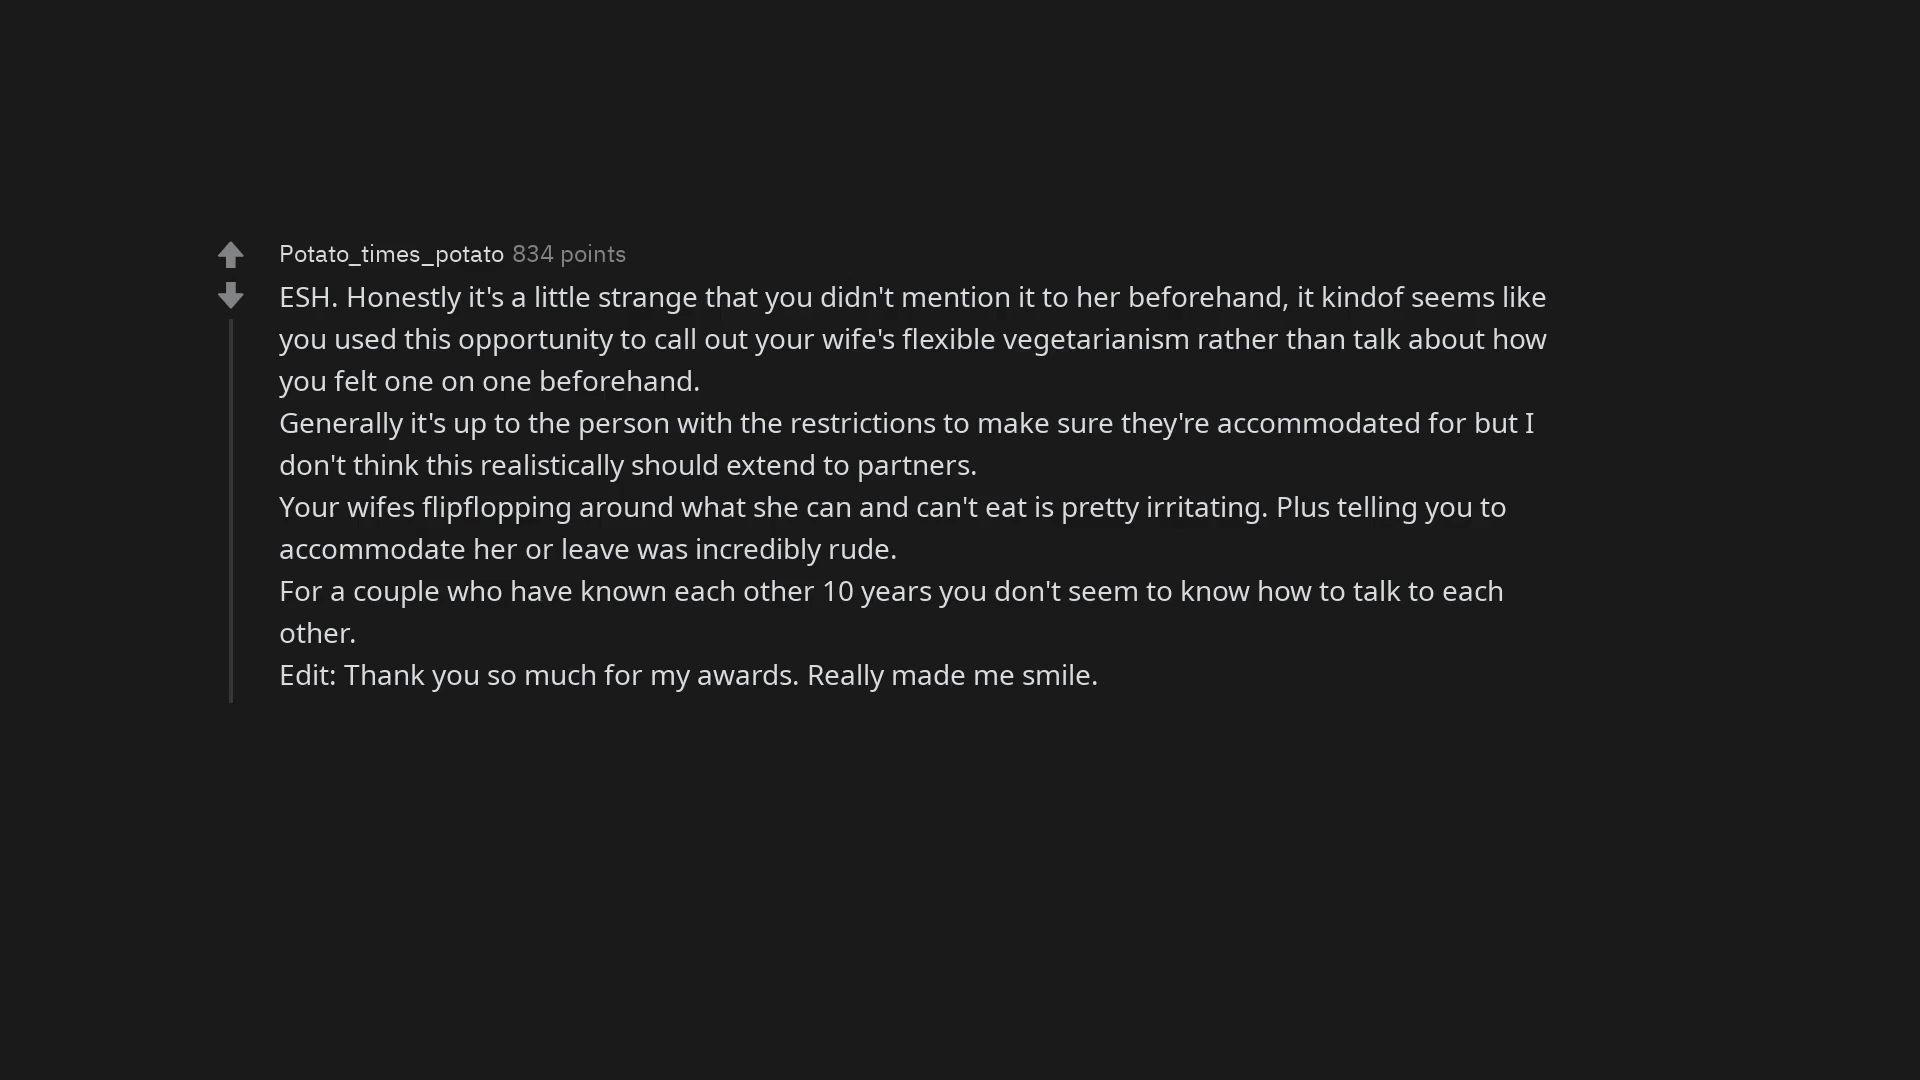 Potato_times_potato 834 points
ESH. Honestly it's a little strange that you didn't mention it to her beforehand, it kindof seems like
you used this opportunity to call out your wife's flexible vegetarianism rather than talk about how
you felt one on one beforehand.
Generally it's up to the person with the restrictions to make sure they're accommodated for but I
don't think this realistically should extend to partners.
Your wifes flipflopping around what she can and can't eat is pretty irritating. Plus telling you to
accommodate her or leave was incredibly rude.
For a couple who have known each other 10 years you don't seem to know how to talk to each
other.
Edit: Thank you so much for my awards. Really made me smile.